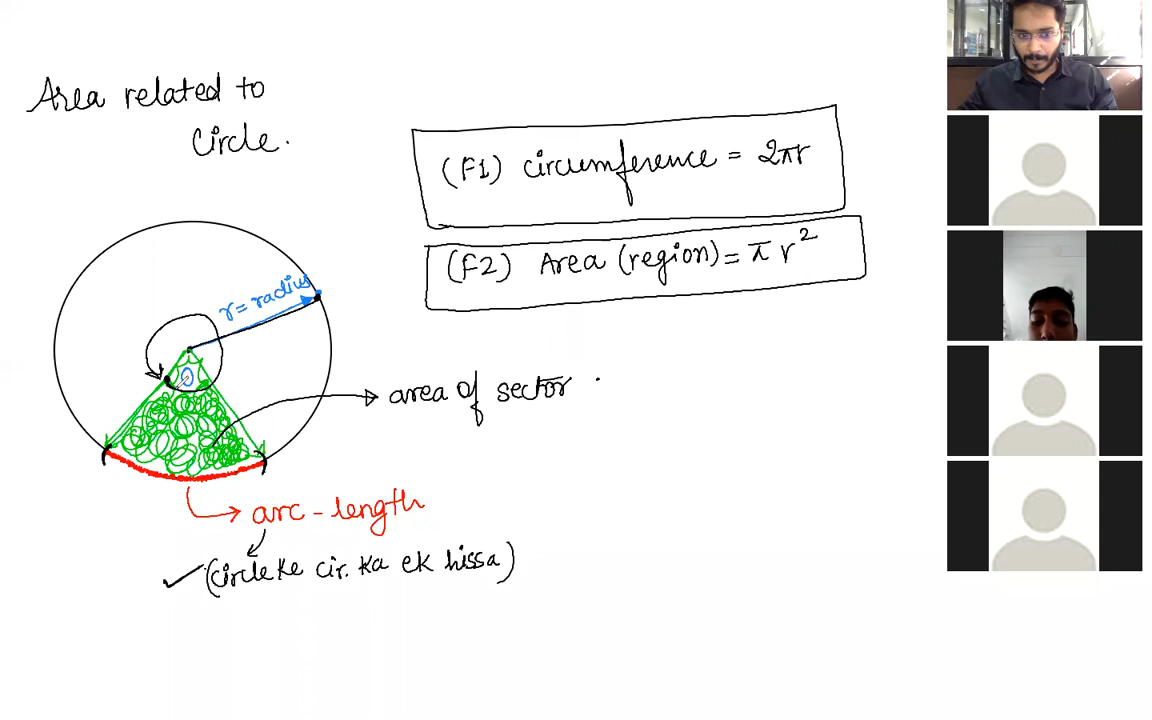 Area related to
Circle.
(F1) circumference = 2πr
(F2) Area (region) = πr²
r = radius
θ
area of sector.
arc-length
(circle ke cir. ka ek hissa)